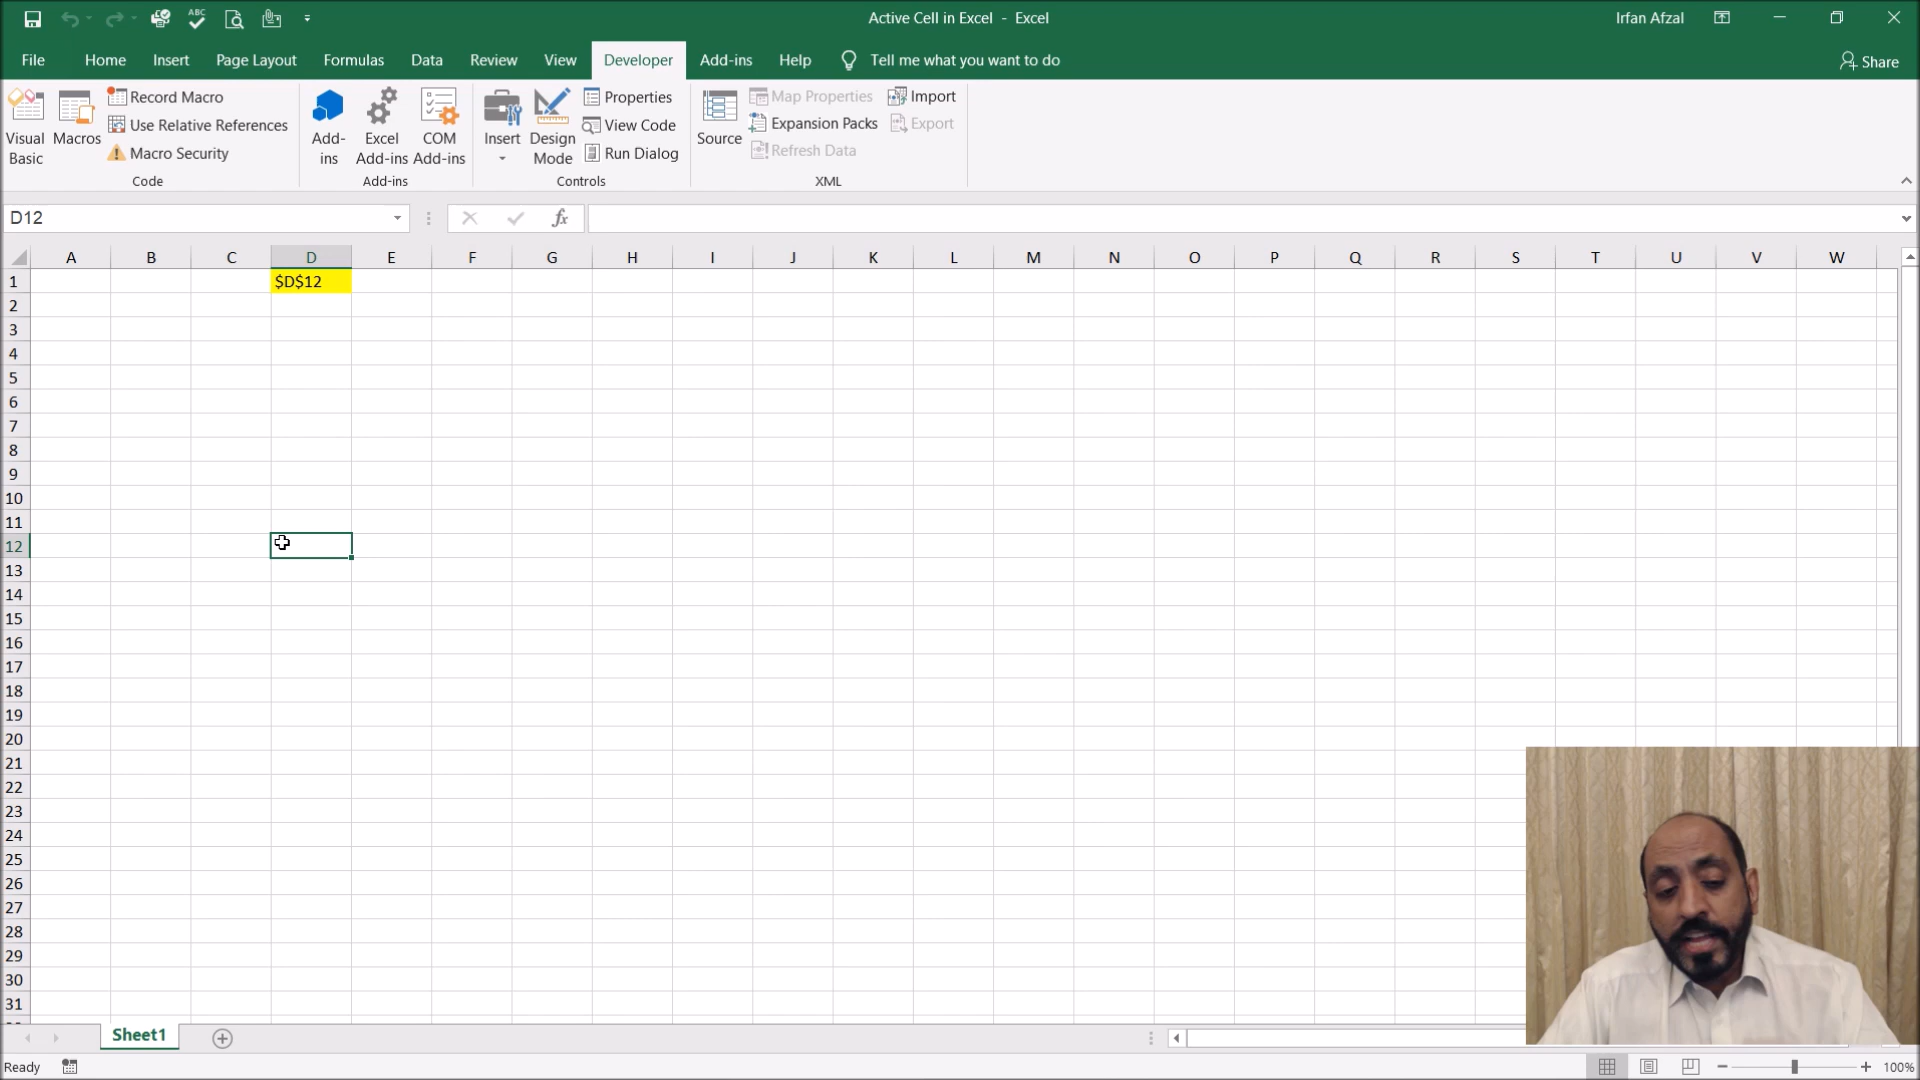 ABC
Active Cell in Excel - Excel
Irfan Afzal
File Home Insert Page Layout Formulas Data Review View Developer Add-ins Help Tell me what you want to do
Share
Visual Basic
Macros
Record Macro
Use Relative References
Macro Security
Code
Add-ins
Excel Add-ins
COM Add-ins
Add-ins
Insert
Design Mode
Properties
View Code
Run Dialog
Controls
Source
Map Properties
Expansion Packs
Refresh Data
Import
Export
XML
D12
fx
A B C D E F G H I J K L M N O P Q R S T U V W
1 $D$12
2
3
4
5
6
7
8
9
10
11
12
13
14
15
16
17
18
19
20
21
22
23
24
25
26
27
28
29
30
31
Sheet1
Ready
100%